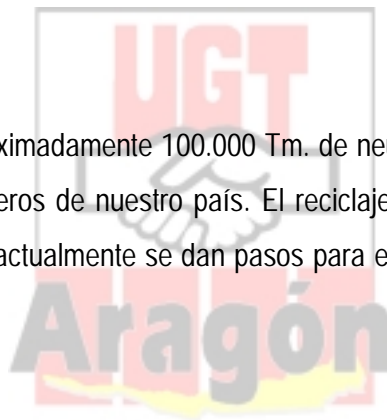 UGT
ximadamente 100.000 Tm. de neu
eros de nuestro país. El reciclaje
actualmente se dan pasos para e
Aragón